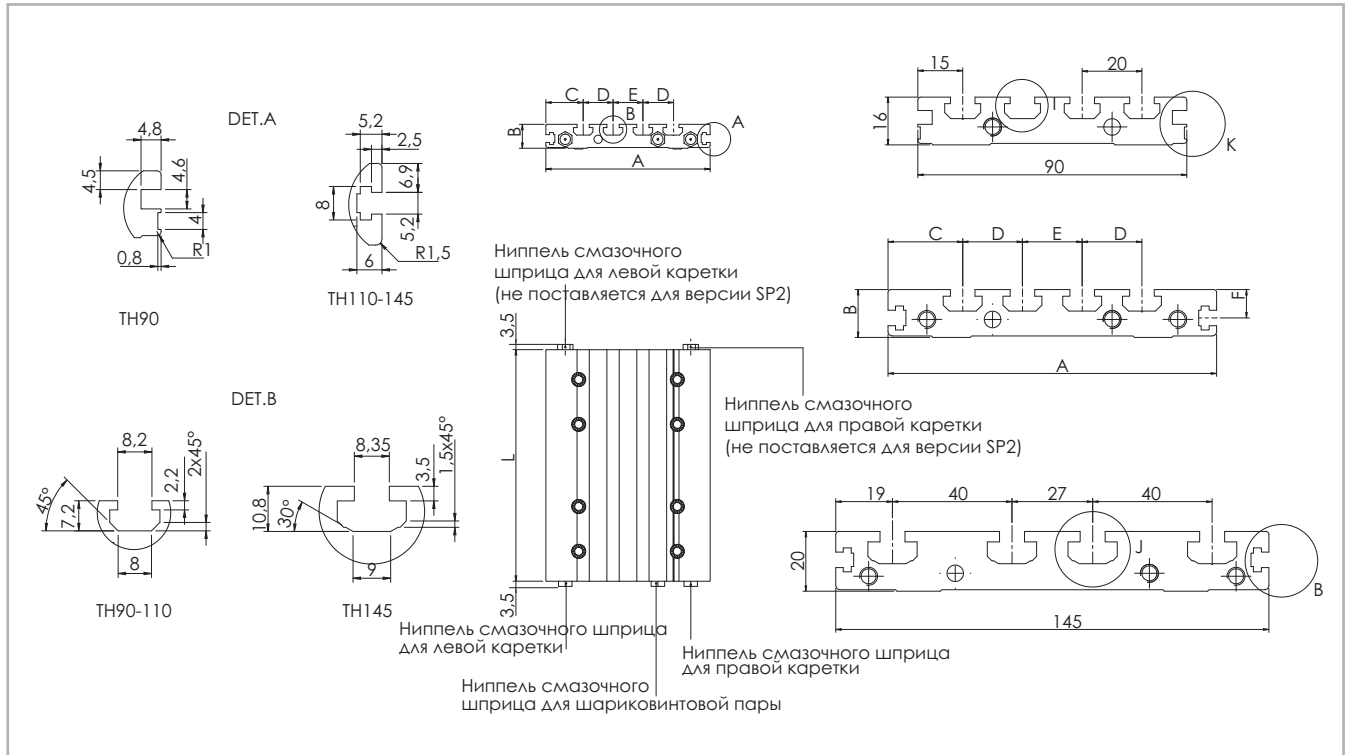 DET.A
4,8
4,5
4,6
4
R1
0,8
TH90
5,2
2,5
6,9
8
5,2
R1,5
6
TH110-145
C
D
E
D
B
B
A
A
15
20
16
I
K
90
Ниппель смазочного
шприца для левой каретки
(не поставляется для версии SP2)
C
D
E
D
B
F
A
3,5
L
3,5
Ниппель смазочного
шприца для правой каретки
(не поставляется для версии SP2)
DET.B
8,2
2,2
2x45°
45°
7,2
8
TH90-110
8,35
3,5
1,5x45°
10,8
30°
9
TH145
19
40
27
40
20
J
B
145
Ниппель смазочного шприца
для левой каретки
Ниппель смазочного шприца
для правой каретки
Ниппель смазочного
шприца для шариковинтовой пары